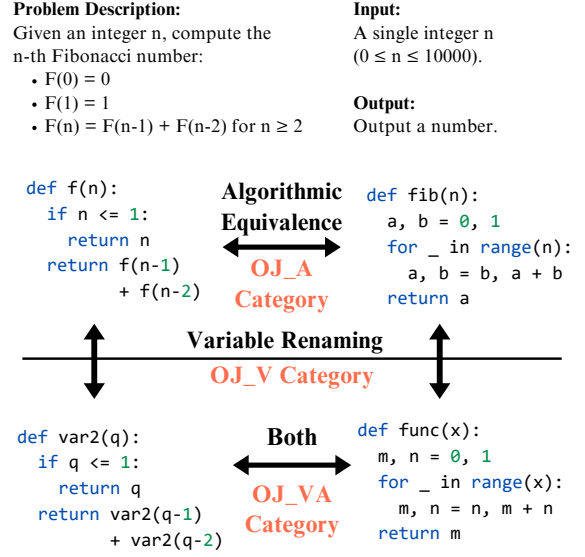 Problem Description:
Given an integer n, compute the
n-th Fibonacci number:
• F(0) = 0
• F(1) = 1
• F(n) = F(n-1) + F(n-2) for n ≥ 2
Input:
A single integer n
(0 ≤ n ≤ 10000).
Output:
Output a number.
def f(n):
  if n <= 1:
    return n
  return f(n-1)
        + f(n-2)
Algorithmic
Equivalence
OJ_A
Category
def fib(n):
  a, b = 0, 1
  for _ in range(n):
    a, b = b, a + b
  return a
Variable Renaming
OJ_V Category
def var2(q):
  if q <= 1:
    return q
  return var2(q-1)
        + var2(q-2)
Both
OJ_VA
Category
def func(x):
  m, n = 0, 1
  for _ in range(x):
    m, n = n, m + n
  return m